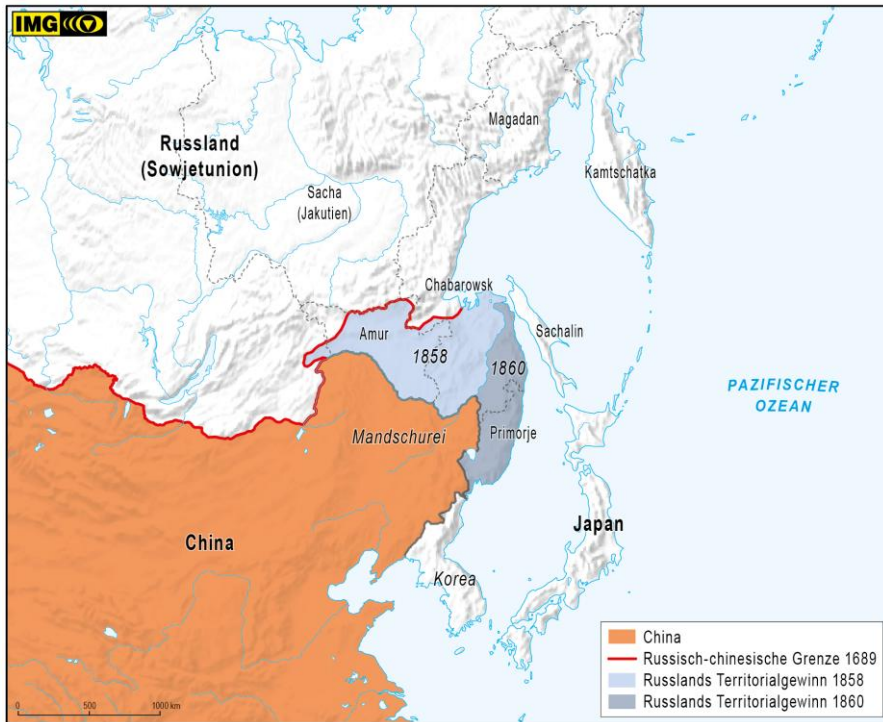 IMG
Russland
(Sowjetunion)
Magadan
Kamtschatka
Sacha
(Jakutien)
Chabarowsk
Amur
1858
1860
Sachalin
PAZIFISCHER
OZEAN
Mandschurei
Primorje
China
Japan
Korea
China
Russisch-chinesische Grenze 1689
Russlands Territorialgewinn 1858
Russlands Territorialgewinn 1860
0 500 1000 km